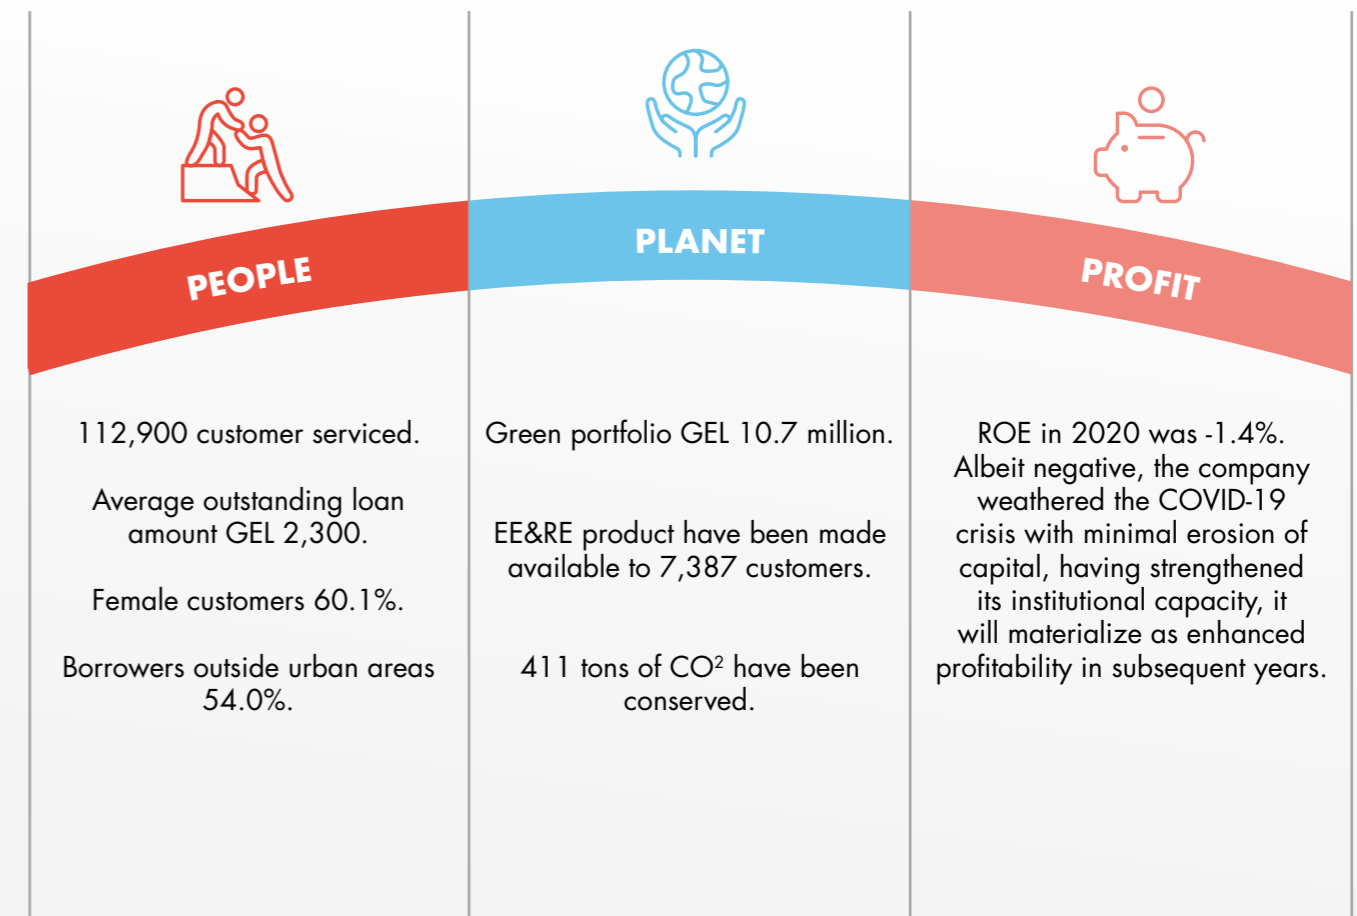 PEOPLE
112,900 customer serviced.
Average outstanding loan
amount GEL 2,300.
Female customers 60.1%.
Borrowers outside urban areas
54.0%.
PLANET
Green portfolio GEL 10.7 million.
EE&RE product have been made
available to 7,387 customers.
411 tons of CO² have been
conserved.
PROFIT
ROE in 2020 was -1.4%.
Albeit negative, the company
weathered the COVID-19
crisis with minimal erosion of
capital, having strengthened
its institutional capacity, it
will materialize as enhanced
profitability in subsequent years.